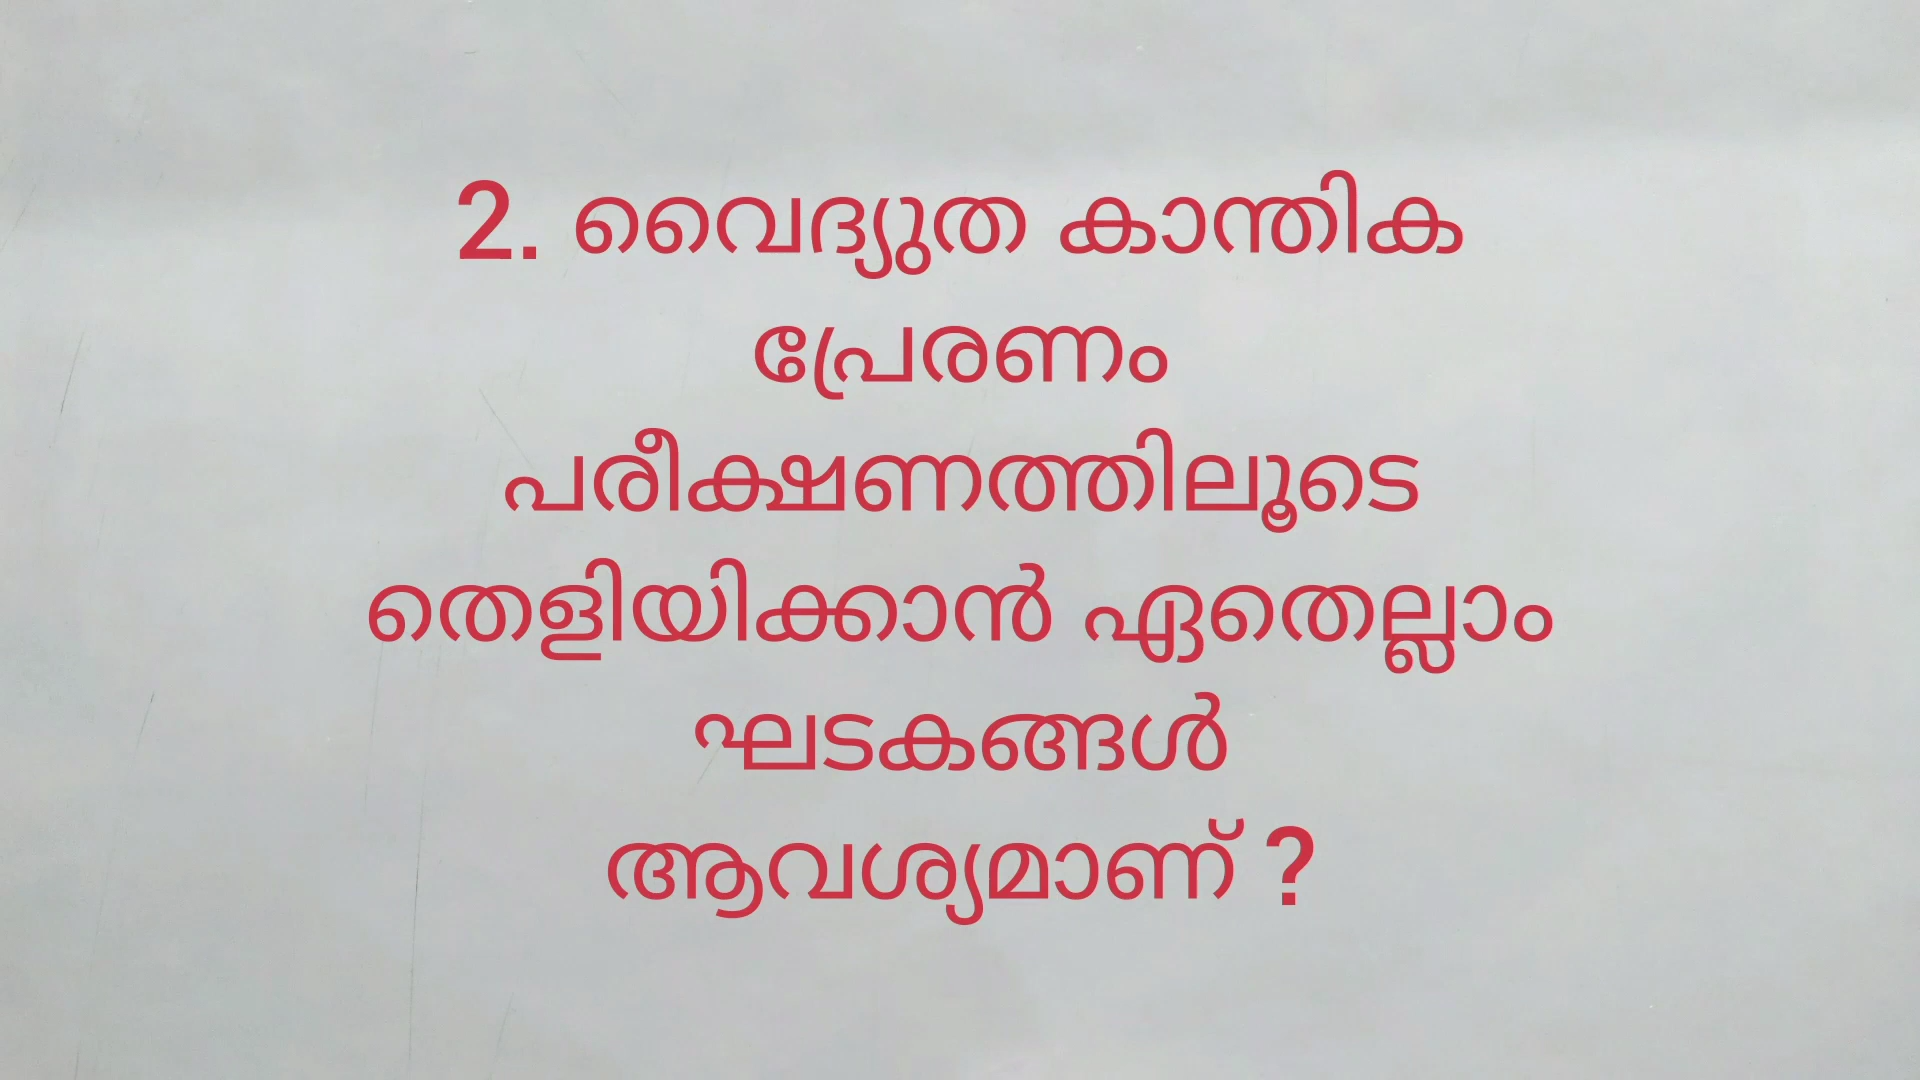 2. വൈദ്യുത കാന്തിക
പ്രേരണം
പരീക്ഷണത്തിലൂടെ
തെളിയിക്കാൻ ഏതെല്ലാം
ഘടകങ്ങൾ
ആവശ്യമാണ് ?